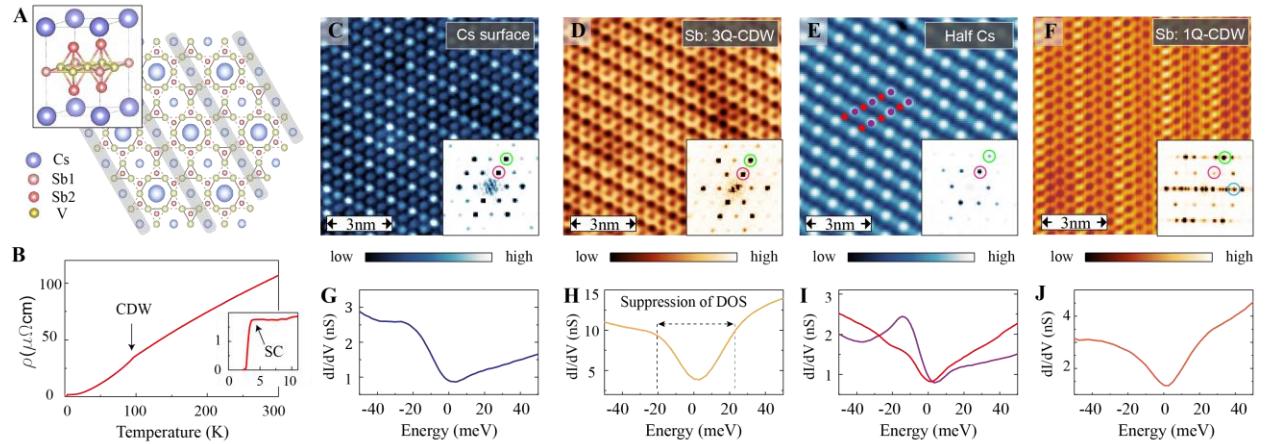 A
Cs
Sb1
Sb2
V
B
ρ (μΩcm)
100
75
50
25
0
CDW
1
0
0 5 10
SC
0 100 200 300
Temperature (K)
C
Cs surface
3nm
low high
D
Sb: 3Q-CDW
3nm
E
Half Cs
3nm
low high
F
Sb: 1Q-CDW
3nm
low high
G
dI/dV (nS)
3
2
1
-40 -20 0 20 40
Energy (meV)
H
dI/dV (nS)
15
10
5
Suppression of DOS
-40 -20 0 20 40
Energy (meV)
I
dI/dV (nS)
3
2
1
-40 -20 0 20 40
Energy (meV)
J
dI/dV (nS)
4
2
-40 -20 0 20 40
Energy (meV)